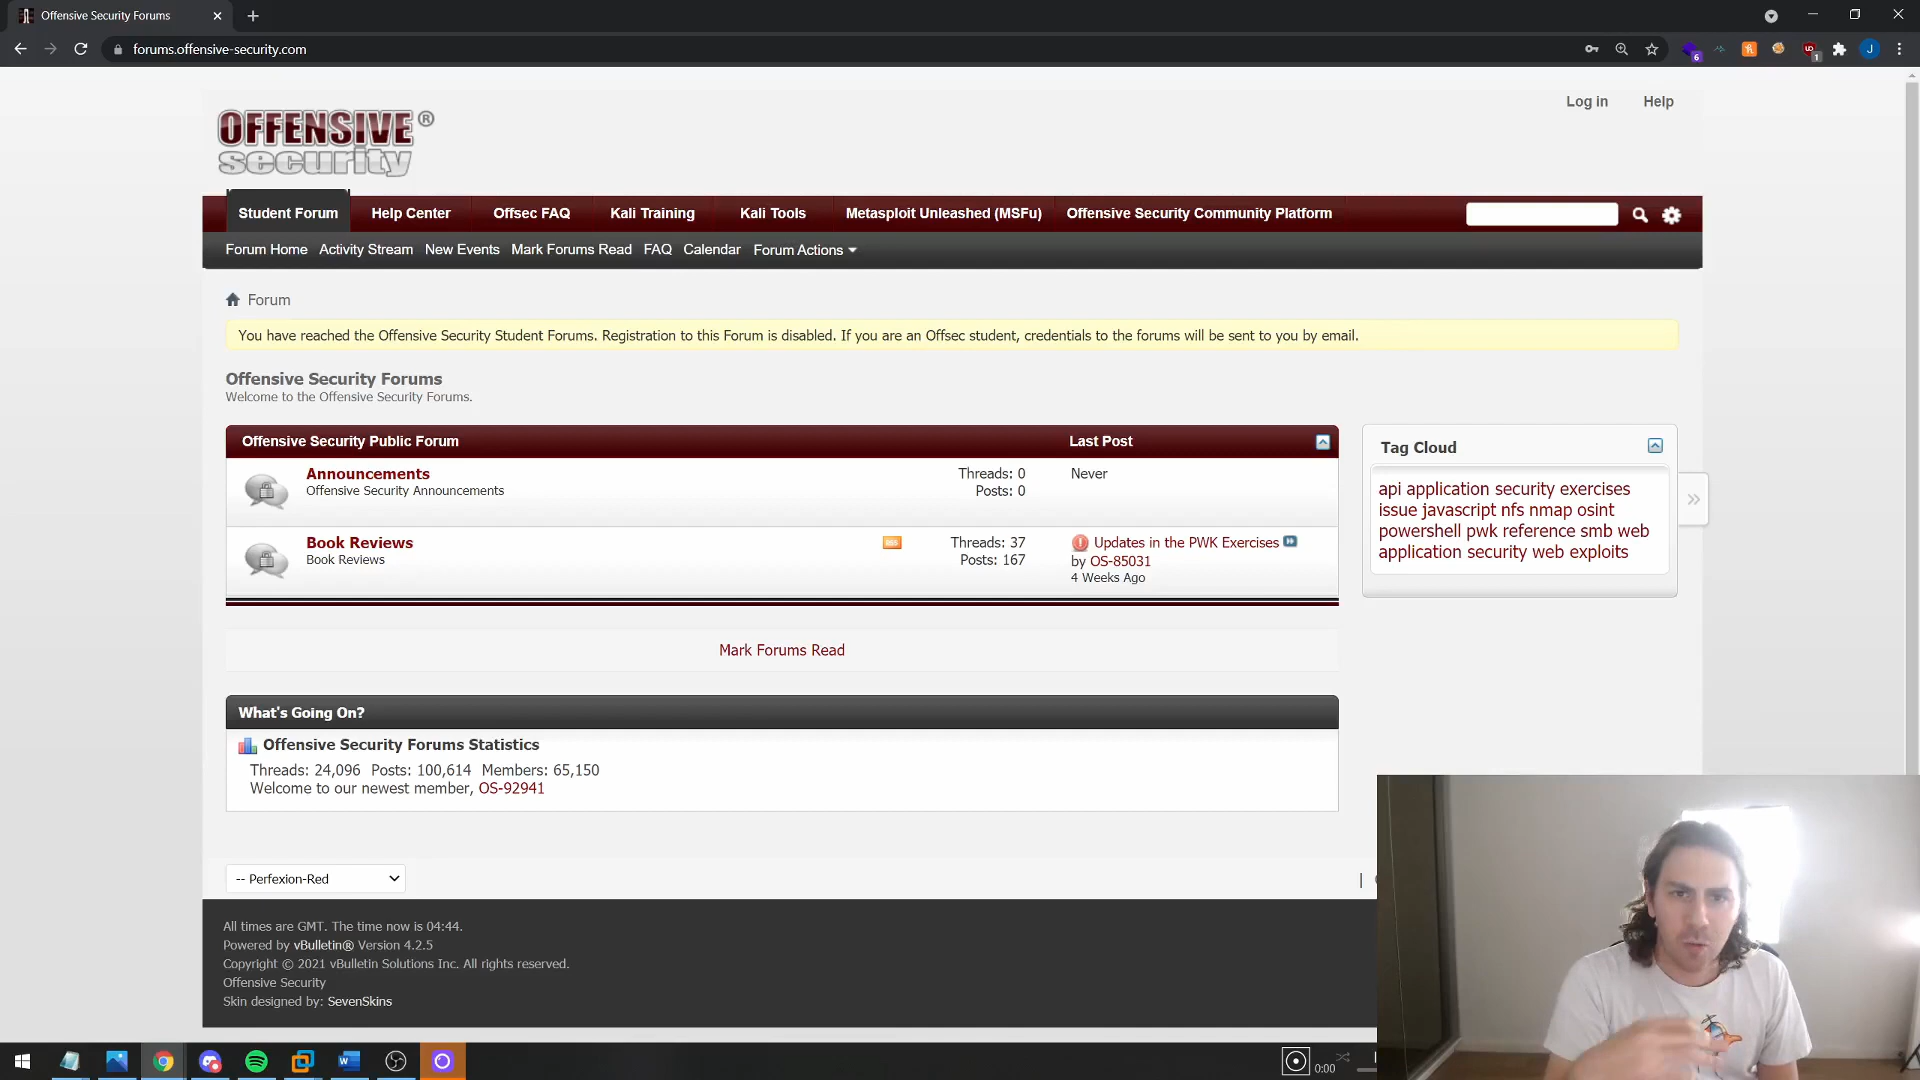 Offensive Security Forums
forums.offensive-security.com
6
1
J
Log in Help
OFFENSIVE ®
security
Student Forum Help Center Offsec FAQ Kali Training Kali Tools Metasploit Unleashed (MSFu) Offensive Security Community Platform
Forum Home Activity Stream New Events Mark Forums Read FAQ Calendar Forum Actions
Forum
You have reached the Offensive Security Student Forums. Registration to this Forum is disabled. If you are an Offsec student, credentials to the forums will be sent to you by email.
Offensive Security Forums
Welcome to the Offensive Security Forums.
Offensive Security Public Forum Last Post
Announcements
Offensive Security Announcements
Threads: 0
Posts: 0
Never
Book Reviews
Book Reviews
RSS
Threads: 37
Posts: 167
Updates in the PWK Exercises
by OS-85031
4 Weeks Ago
Tag Cloud
api application security exercises
issue javascript nfs nmap osint
powershell pwk reference smb web
application security web exploits
Mark Forums Read
What's Going On?
Offensive Security Forums Statistics
Threads: 24,096 Posts: 100,614 Members: 65,150
Welcome to our newest member, OS-92941
-- Perfexion-Red
All times are GMT. The time now is 04:44.
Powered by vBulletin® Version 4.2.5
Copyright © 2021 vBulletin Solutions Inc. All rights reserved.
Offensive Security
Skin designed by: SevenSkins
0:00